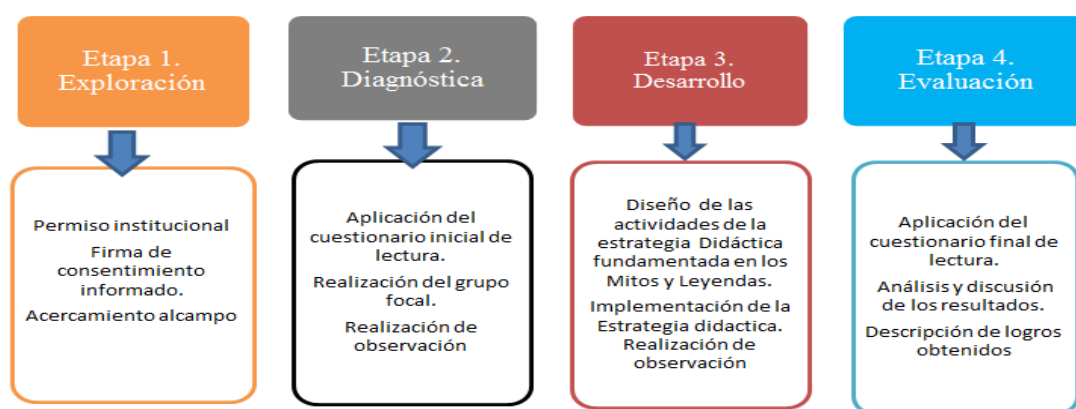 Etapa 1.
Exploración
Permiso institucional
Firma de
consentimiento
informado.
Acercamiento alcampo
Etapa 2.
Diagnóstica
Aplicación del
cuestionario inicial de
lectura.
Realización del grupo
focal.
Realización de
observación
Etapa 3.
Desarrollo
Diseño de las
actividades de la
estrategia Didáctica
fundamentada en los
Mitos y Leyendas.
Implementación de la
Estrategia didactica.
Realización de
observación
Etapa 4.
Evaluación
Aplicación del
cuestionario final de
lectura.
Análisis y discusión
de los resultados.
Descripción de logros
obtenidos